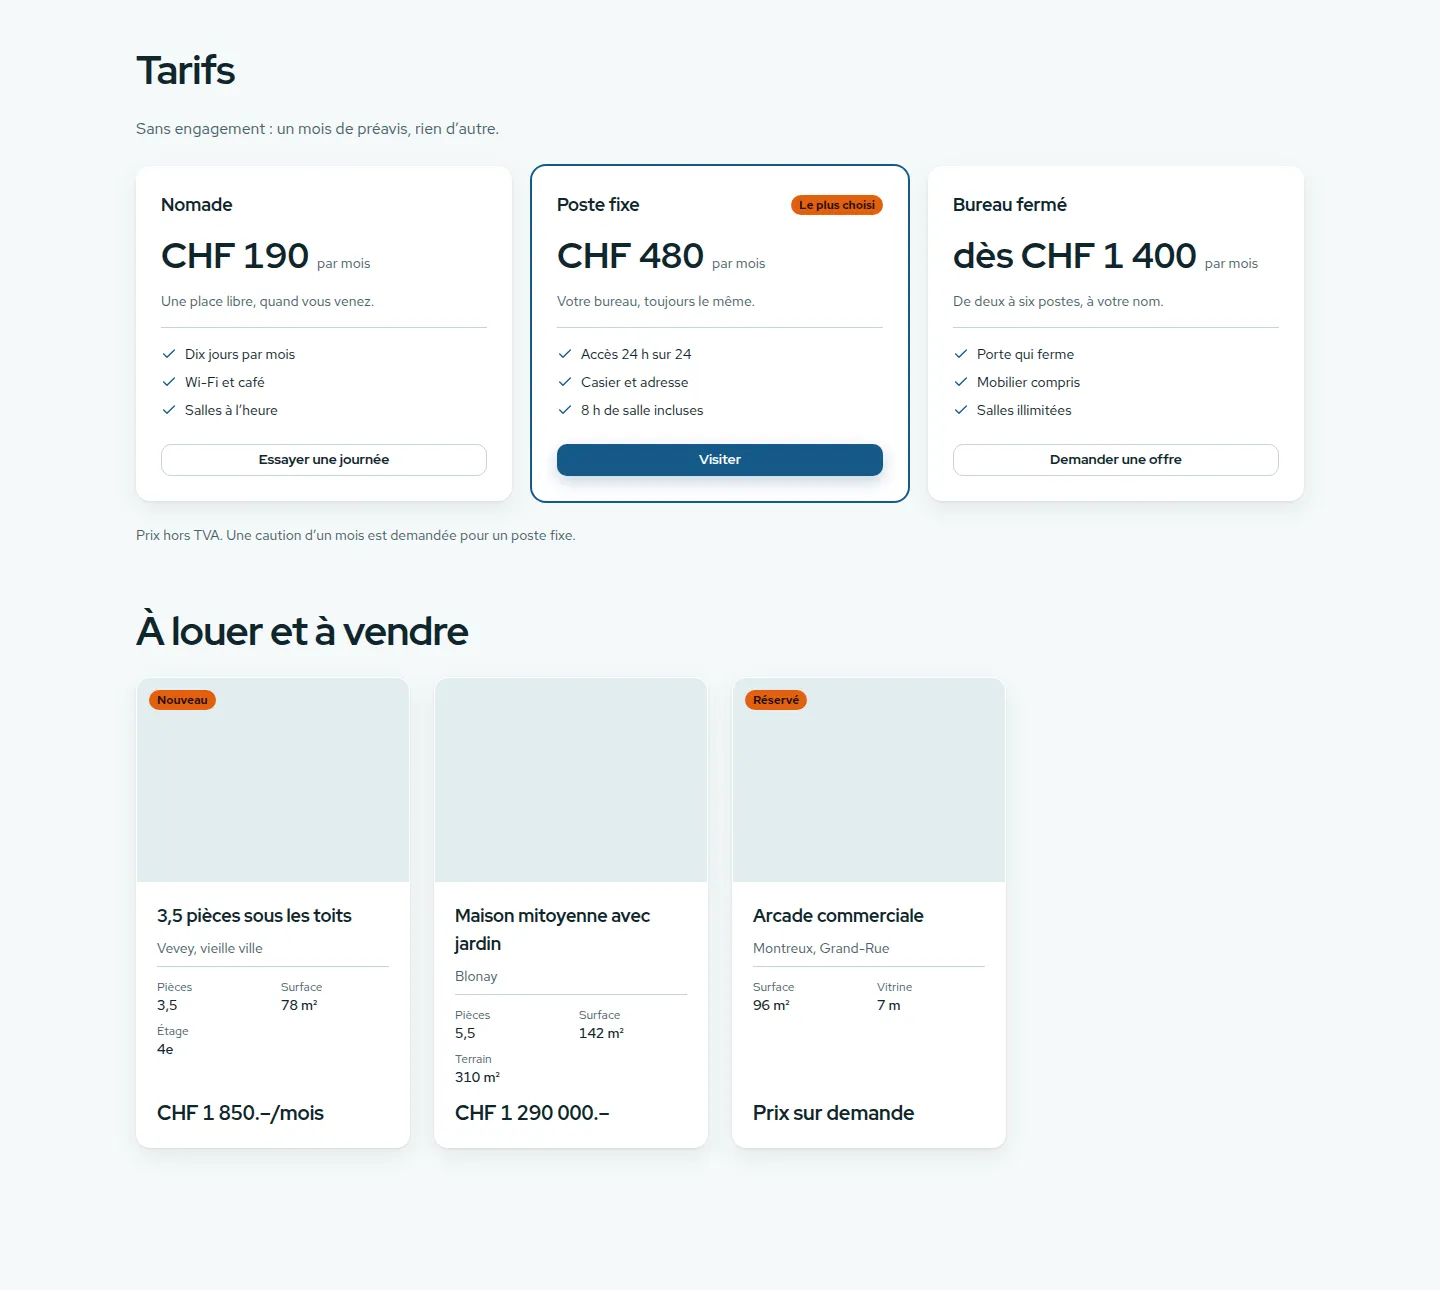 Tarifs
Sans engagement : un mois de préavis, rien d’autre.
Nomade
CHF 190 par mois
Une place libre, quand vous venez.
Dix jours par mois
Wi-Fi et café
Salles à l’heure
Essayer une journée
Poste fixe
Le plus choisi
CHF 480 par mois
Votre bureau, toujours le même.
Accès 24 h sur 24
Casier et adresse
8 h de salle incluses
Visiter
Bureau fermé
dès CHF 1 400 par mois
De deux à six postes, à votre nom.
Porte qui ferme
Mobilier compris
Salles illimitées
Demander une offre
Prix hors TVA. Une caution d’un mois est demandée pour un poste fixe.
À louer et à vendre
Nouveau
3,5 pièces sous les toits
Vevey, vieille ville
Pièces
3,5
Surface
78 m²
Étage
4e
CHF 1 850.–/mois
Maison mitoyenne avec
jardin
Blonay
Pièces
5,5
Surface
142 m²
Terrain
310 m²
CHF 1 290 000.–
Réservé
Arcade commerciale
Montreux, Grand-Rue
Surface
96 m²
Vitrine
7 m
Prix sur demande